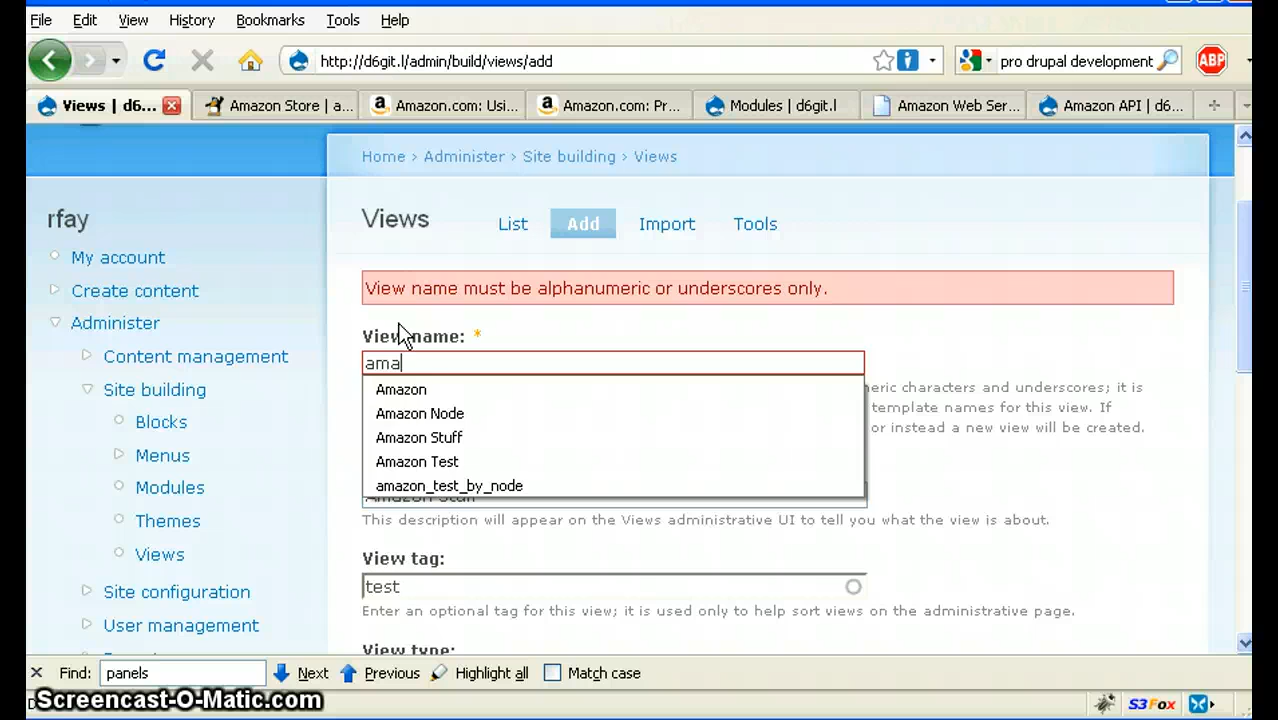 File Edit View History Bookmarks Tools Help
http://d6git.l/admin/build/views/add
pro drupal development
ABP
Views | d6... Amazon Store | a... Amazon.com: Usi... Amazon.com: Pr... Modules | d6git.l Amazon Web Ser... Amazon API | d6...
Home > Administer > Site building > Views
rfay
My account
Create content
Administer
Content management
Site building
Blocks
Menus
Modules
Themes
Views
Site configuration
User management
Views List Add Import Tools
View name must be alphanumeric or underscores only.
View name: *
ama
Amazon
Amazon Node
Amazon Stuff
Amazon Test
amazon_test_by_node
eric characters and underscores; it is
template names for this view. If
or instead a new view will be created.
Amazon Stuff
This description will appear on the Views administrative UI to tell you what the view is about.
View tag:
test
Enter an optional tag for this view; it is used only to help sort views on the administrative page.
View type:
Find: panels Next Previous Highlight all Match case
Screencast-O-Matic.com
S3Fox